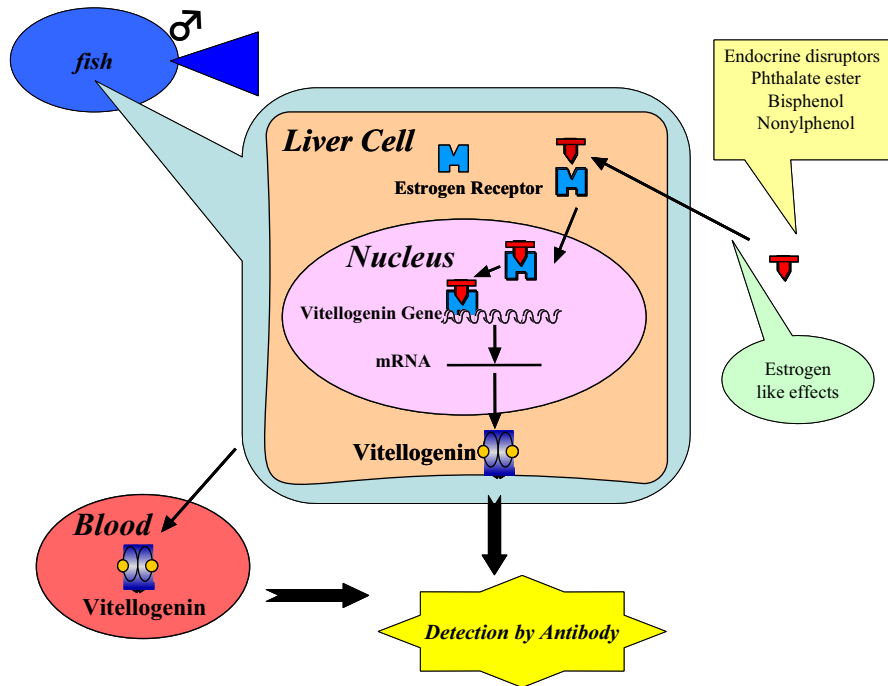 ♂
fish
Endocrine disruptors
Phthalate ester
Bisphenol
Nonylphenol
Liver Cell
Estrogen Receptor
Nucleus
Vitellogenin Gene
mRNA
Estrogen
like effects
Vitellogenin
Blood
Vitellogenin
Detection by Antibody